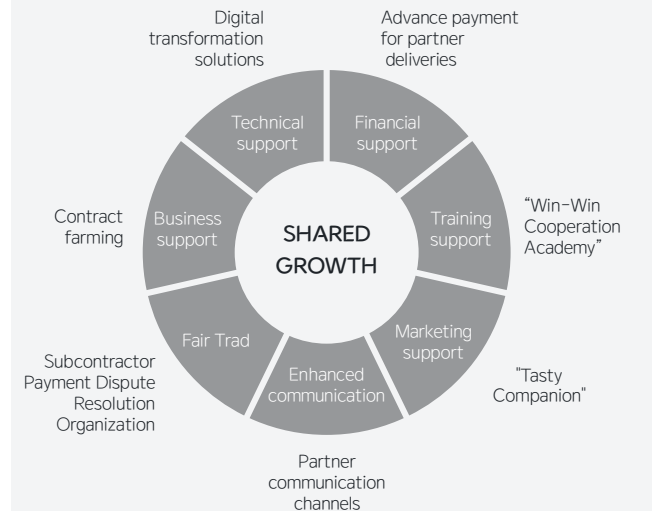 Digital
transformation
solutions
Advance payment
for partner
deliveries
Technical
support
Financial
support
Contract
farming
Business
support
SHARED
GROWTH
Training
support
“Win-Win
Cooperation
Academy”
Fair Trad
Marketing
support
Subcontractor
Payment Dispute
Resolution
Organization
Enhanced
communication
"Tasty
Companion"
Partner
communication
channels